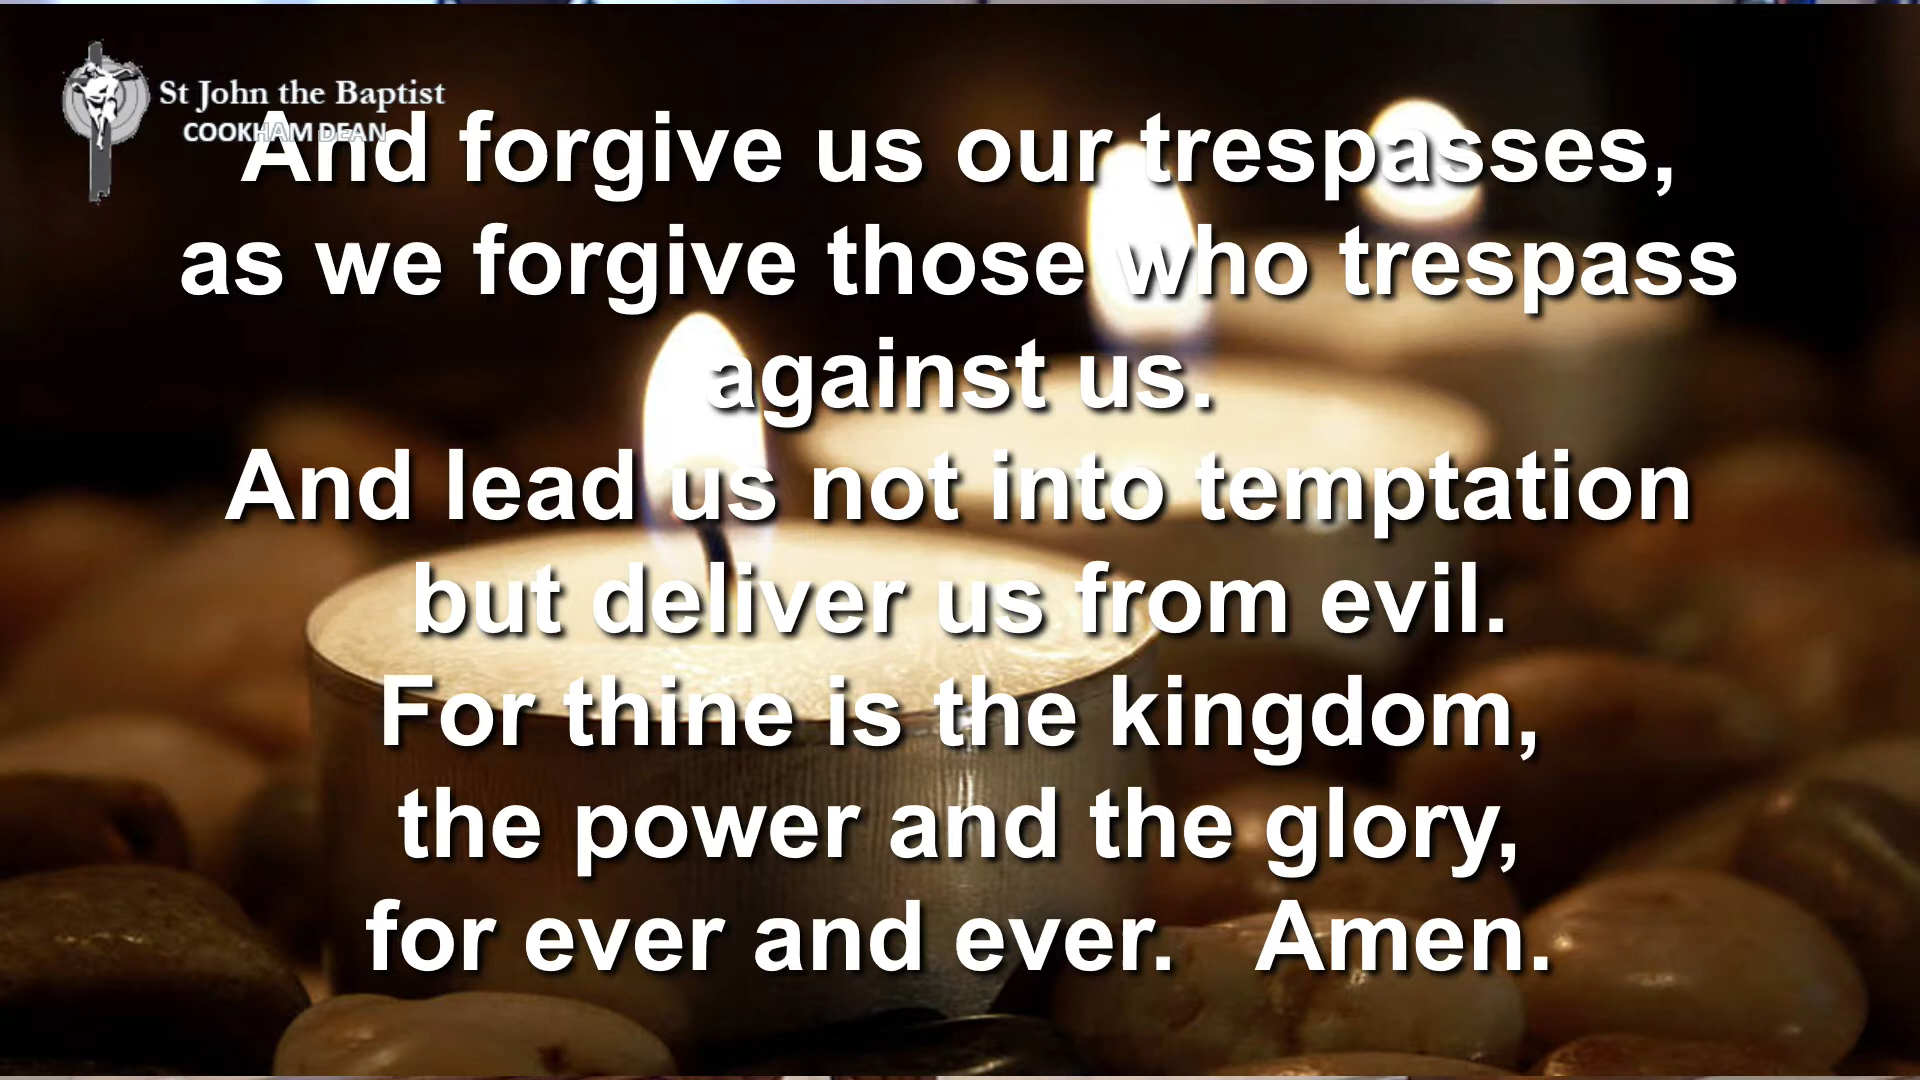 St John the Baptist
COOKHAM DEAN
And forgive us our trespasses,
as we forgive those who trespass
against us.
And lead us not into temptation
but deliver us from evil.
For thine is the kingdom,
the power and the glory,
for ever and ever. Amen.